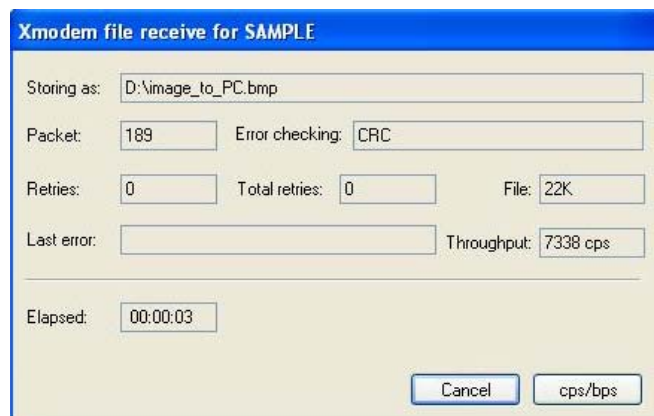 Xmodem file receive for SAMPLE
Storing as: D:\image_to_PC.bmp
Packet: 189 Error checking: CRC
Retries: 0 Total retries: 0 File: 22K
Last error: Throughput: 7338 cps
Elapsed: 00:00:03
Cancel cps/bps